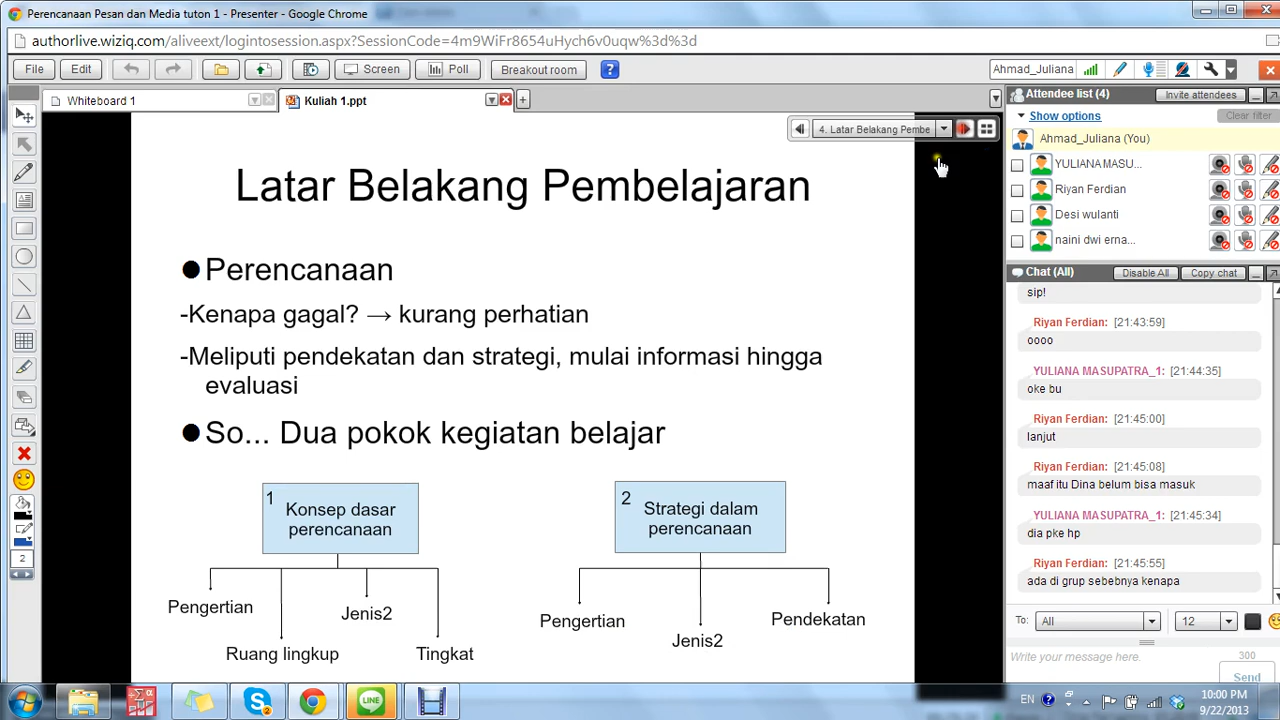 Perencanaan Pesan dan Media tuton 1 - Presenter - Google Chrome
authorlive.wiziq.com/aliveext/logintosession.aspx?SessionCode=4m9WiFr8654uHych6v0uqw%3d%3d
File Edit Screen Poll Breakout room ? Ahmad_Juliana
Whiteboard 1 Kuliah 1.ppt
Attendee list (4) Invite attendees
Show options Clear filter
4. Latar Belakang Pembe
Ahmad_Juliana (You)
YULIANA MASU...
Riyan Ferdian
Desi wulanti
naini dwi erna...
Latar Belakang Pembelajaran
●Perencanaan
-Kenapa gagal? → kurang perhatian
-Meliputi pendekatan dan strategi, mulai informasi hingga
evaluasi
●So... Dua pokok kegiatan belajar
1 Konsep dasar
perencanaan
Pengertian
Ruang lingkup
Jenis2
Tingkat
2 Strategi dalam
perencanaan
Pengertian
Jenis2
Pendekatan
Chat (All) Disable All Copy chat
sip!
Riyan Ferdian: [21:43:59]
oooo
YULIANA MASUPATRA_1: [21:44:35]
oke bu
Riyan Ferdian: [21:45:00]
lanjut
Riyan Ferdian: [21:45:08]
maaf itu Dina belum bisa masuk
YULIANA MASUPATRA_1: [21:45:34]
dia pke hp
Riyan Ferdian: [21:45:55]
ada di grup sebebnya kenapa
To: All 12
Write your message here. 300
Send
2
EN 10:00 PM
9/22/2013